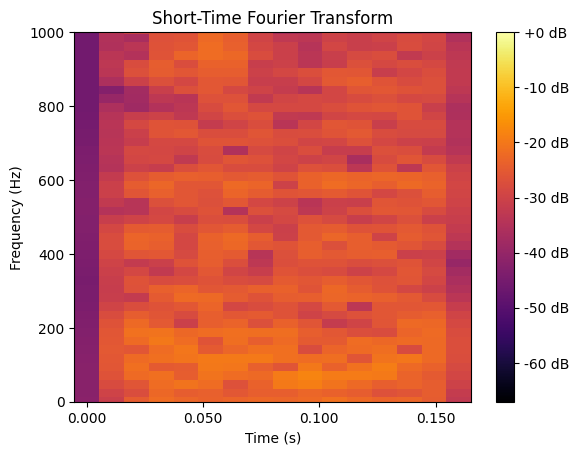 Short-Time Fourier Transform
1000
800
600
400
200
0
Frequency (Hz)
0.000
0.050
0.100
0.150
Time (s)
+0 dB
-10 dB
-20 dB
-30 dB
-40 dB
-50 dB
-60 dB